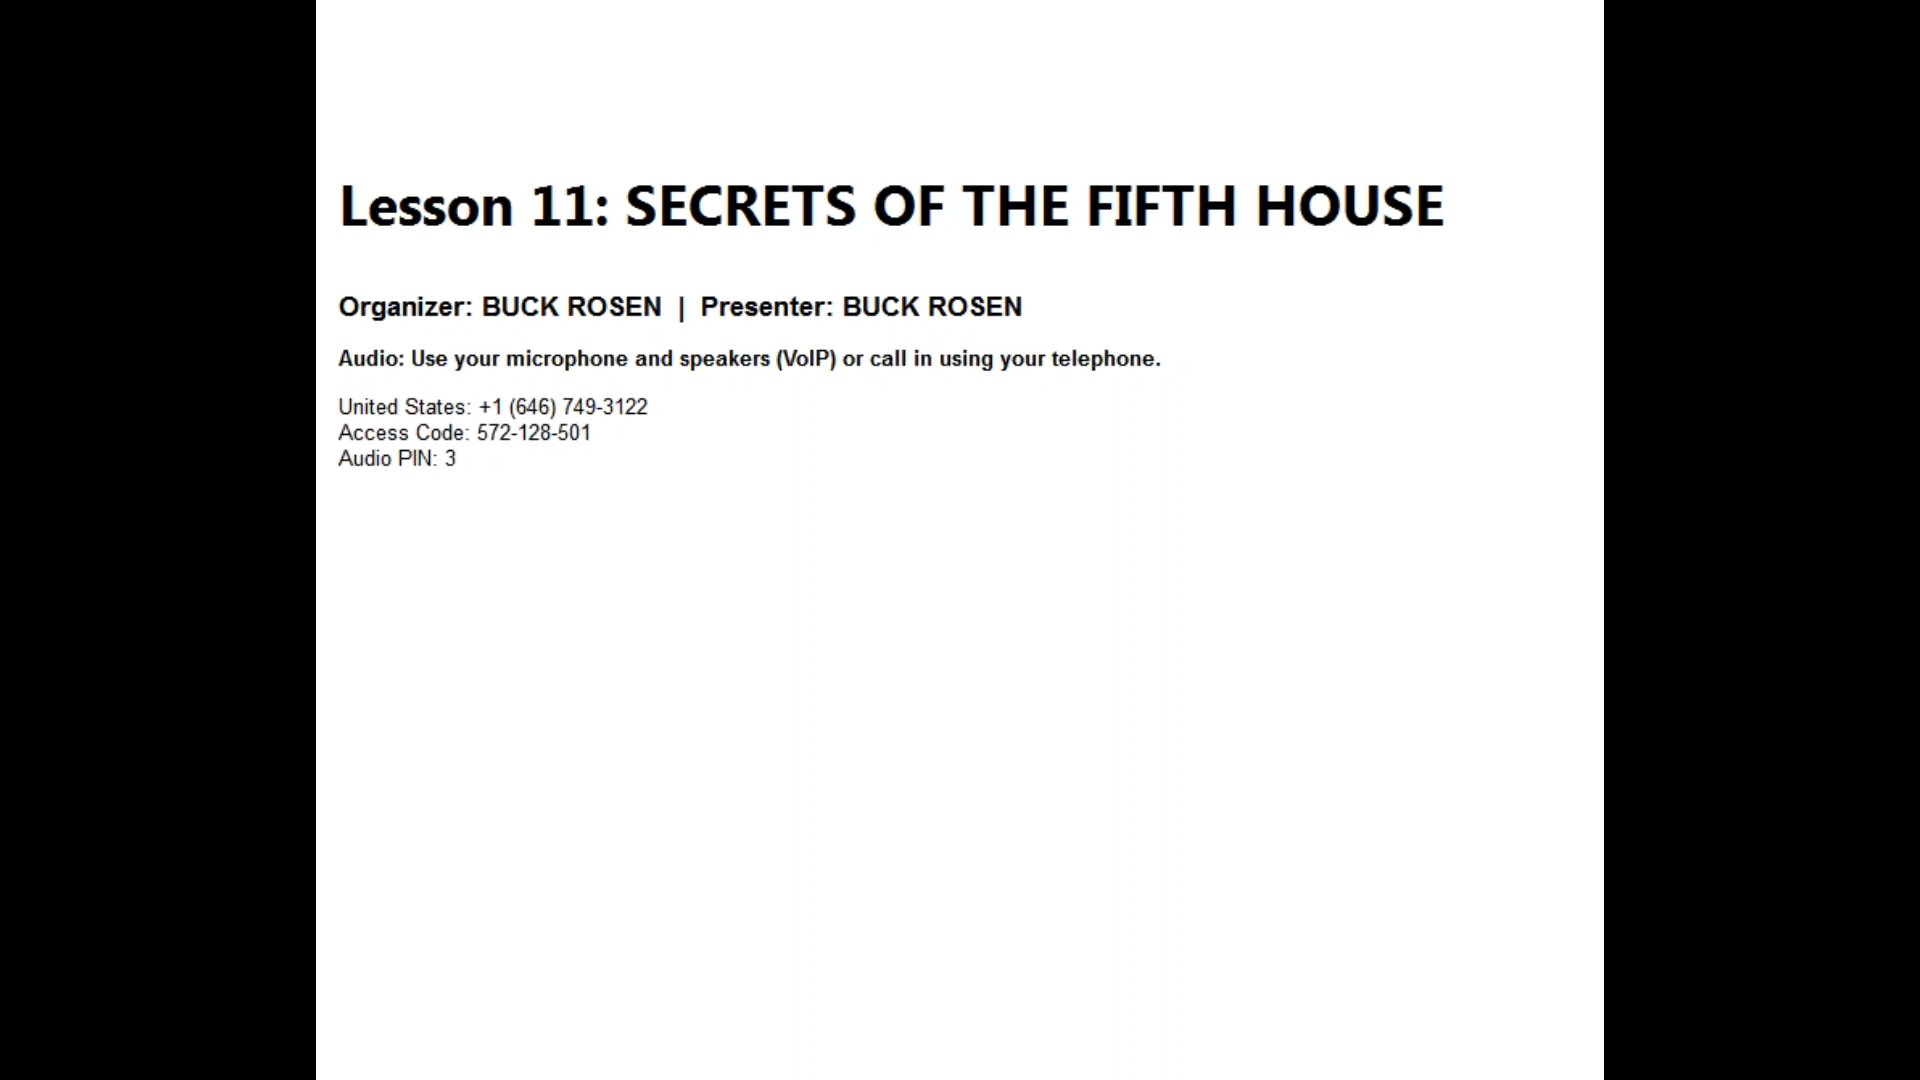 Lesson 11: SECRETS OF THE FIFTH HOUSE
Organizer: BUCK ROSEN | Presenter: BUCK ROSEN
Audio: Use your microphone and speakers (VoIP) or call in using your telephone.
United States: +1 (646) 749-3122
Access Code: 572-128-501
Audio PIN: 3